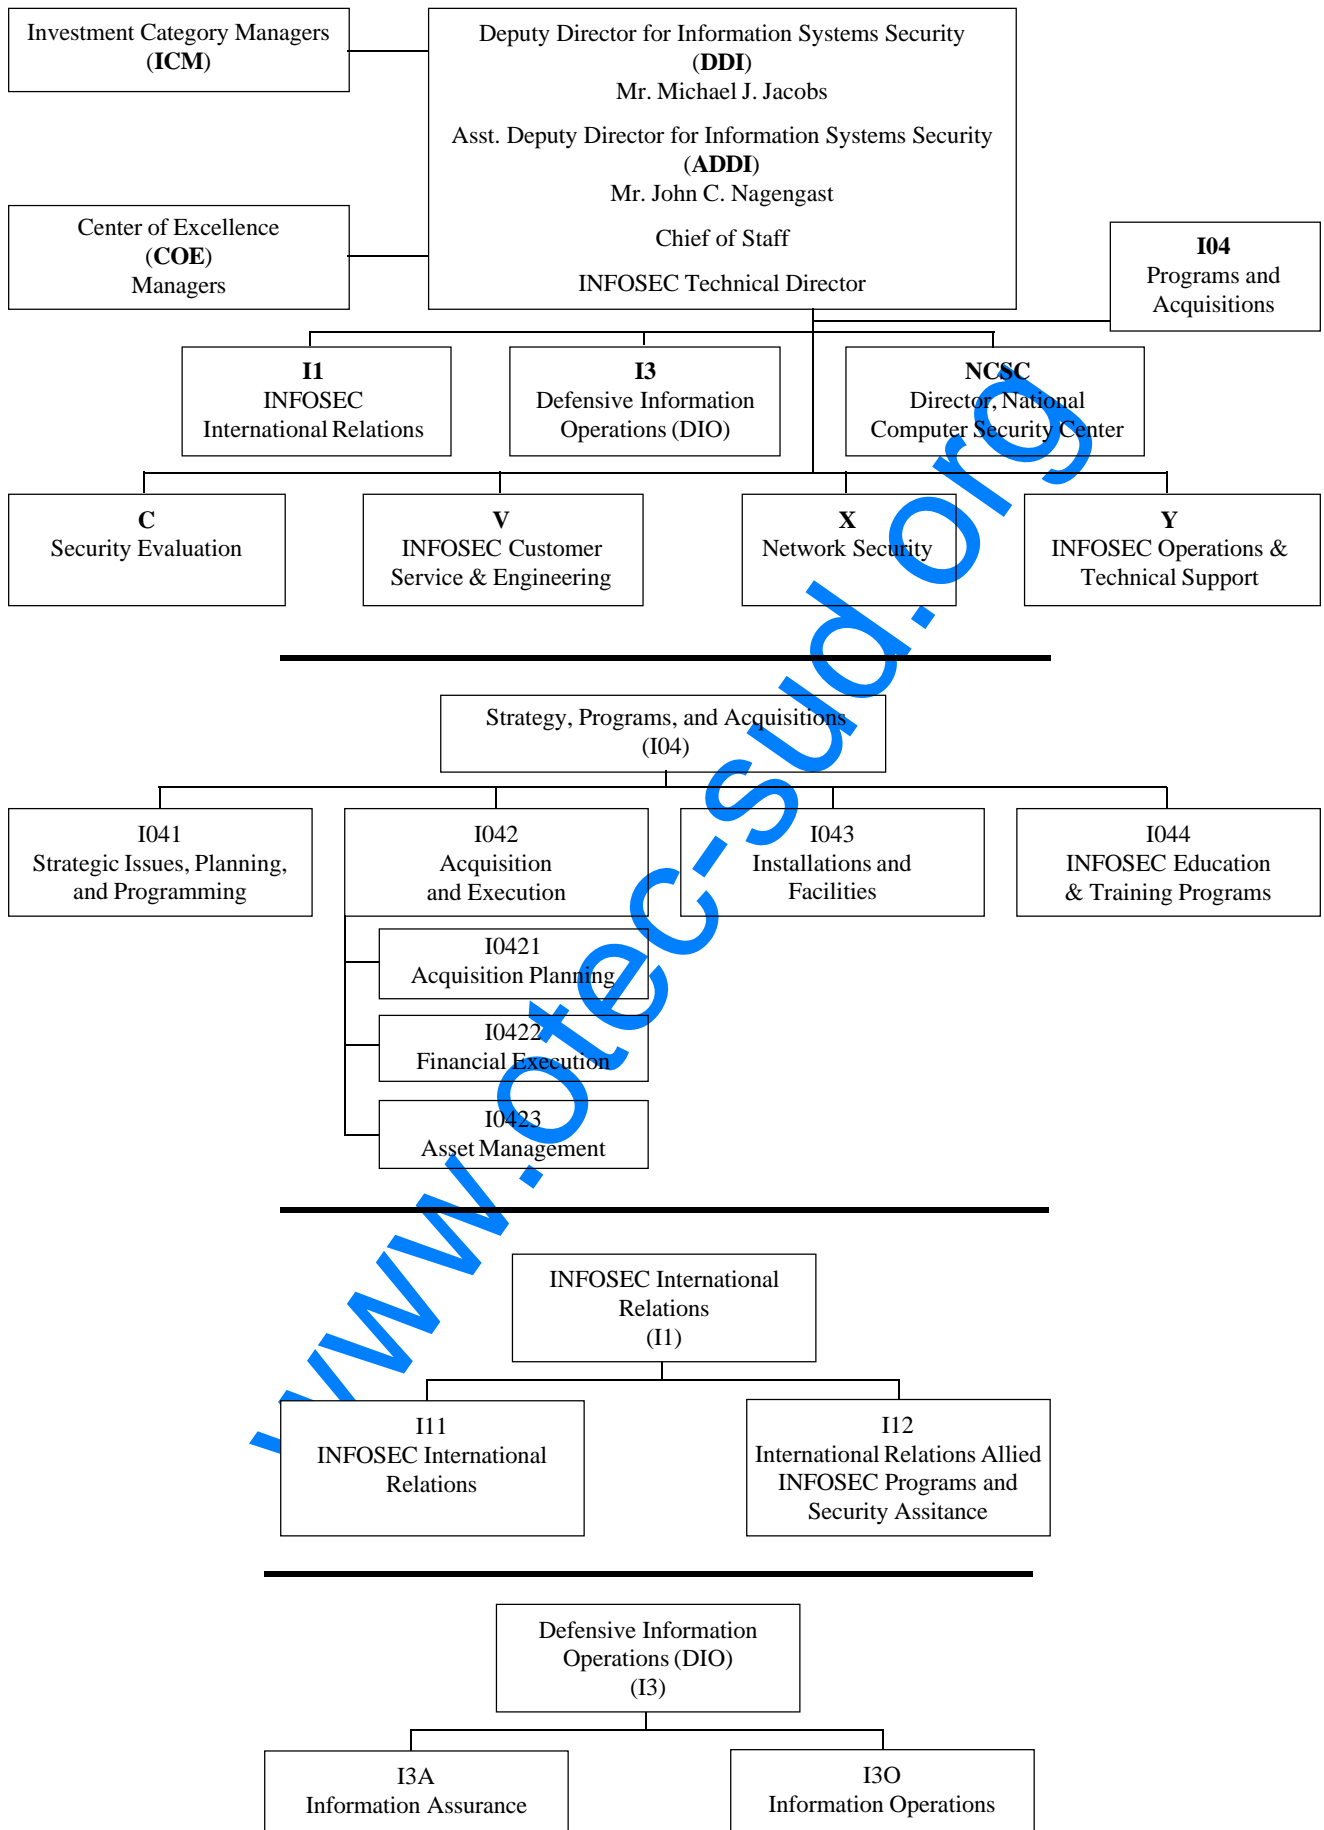 Investment Category Managers
(ICM)
Deputy Director for Information Systems Security
(DDI)
Mr. Michael J. Jacobs
Asst. Deputy Director for Information Systems Security
(ADDI)
Mr. John C. Nagengast
Chief of Staff
INFOSEC Technical Director
Center of Excellence
(COE)
Managers
I04
Programs and
Acquisitions
I1
INFOSEC
International Relations
I3
Defensive Information
Operations (DIO)
NCSC
Director, National
Computer Security Center
C
Security Evaluation
V
INFOSEC Customer
Service & Engineering
X
Network Security
Y
INFOSEC Operations &
Technical Support
Strategy, Programs, and Acquisitions
(I04)
I041
Strategic Issues, Planning,
and Programming
I042
Acquisition
and Execution
I043
Installations and
Facilities
I044
INFOSEC Education
& Training Programs
I0421
Acquisition Planning
I0422
Financial Execution
I0423
Asset Management
INFOSEC International
Relations
(I1)
I11
INFOSEC International
Relations
I12
International Relations Allied
INFOSEC Programs and
Security Assitance
Defensive Information
Operations (DIO)
(I3)
I3A
Information Assurance
I3O
Information Operations
www.otec-sud.org